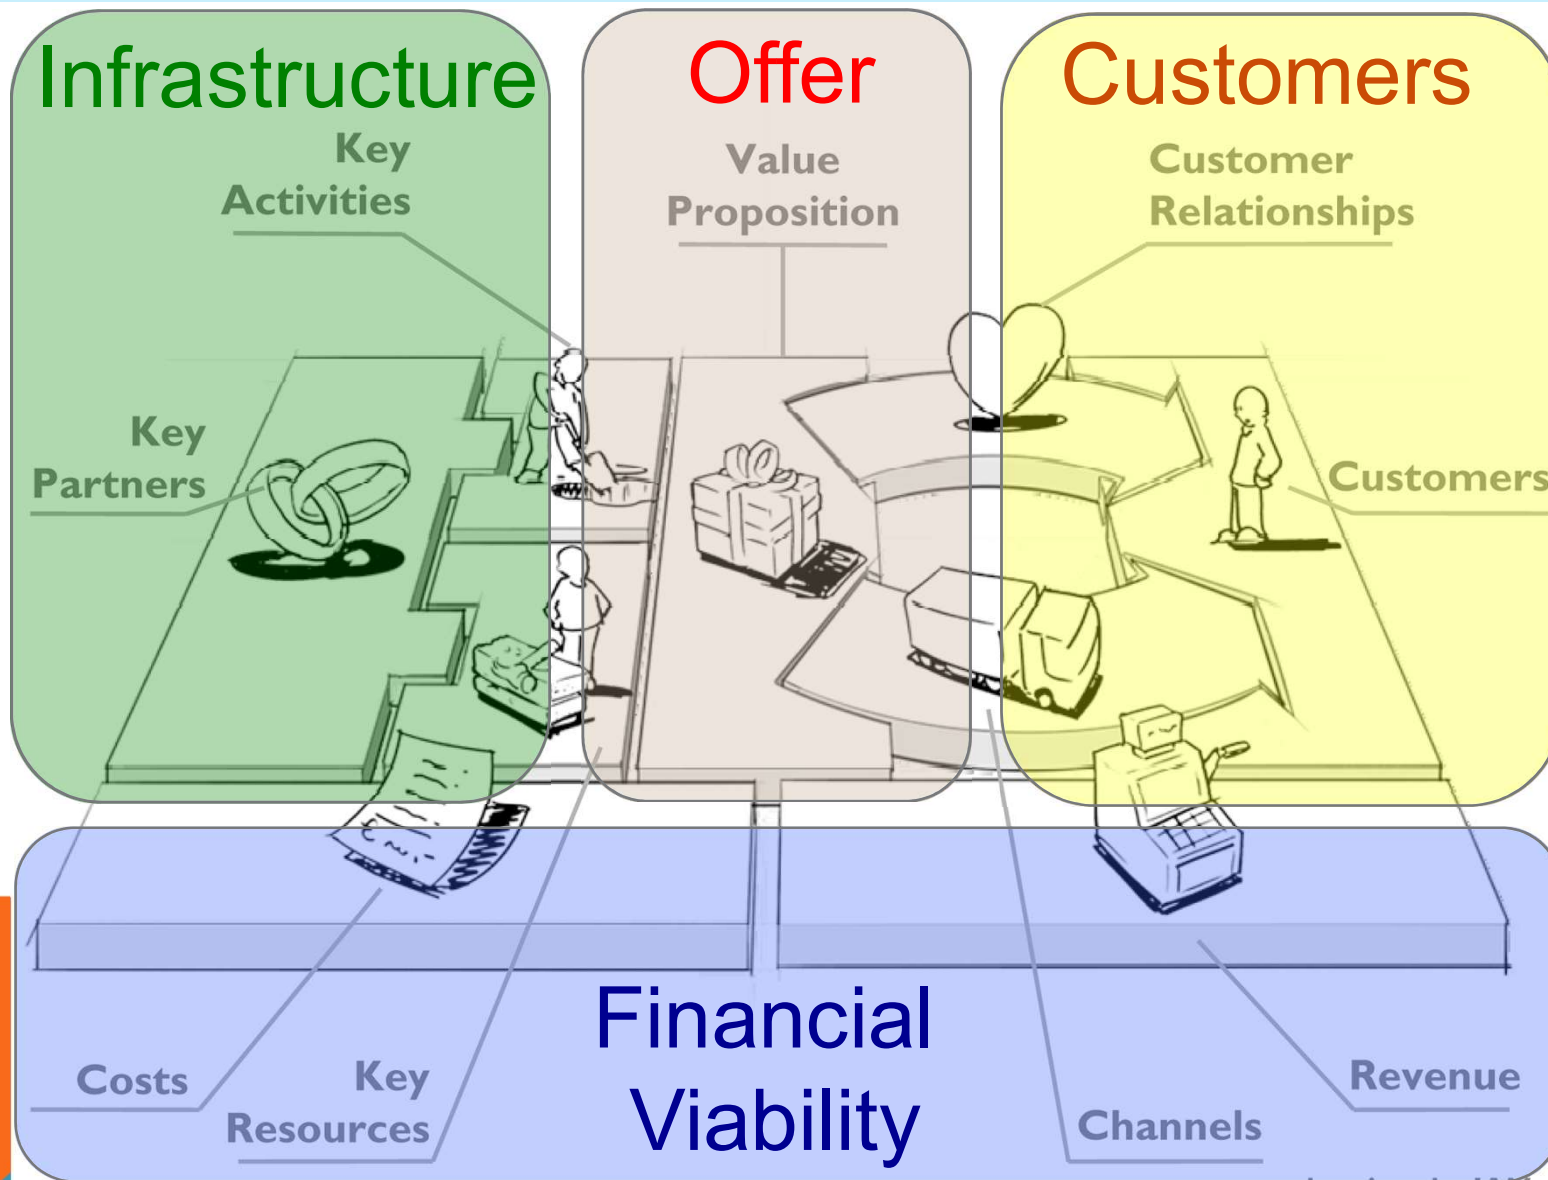 Infrastructure
Offer
Customers
Key
Activities
Value
Proposition
Customer
Relationships
Key
Partners
Customers
Financial
Viability
Costs
Key
Resources
Channels
Revenue